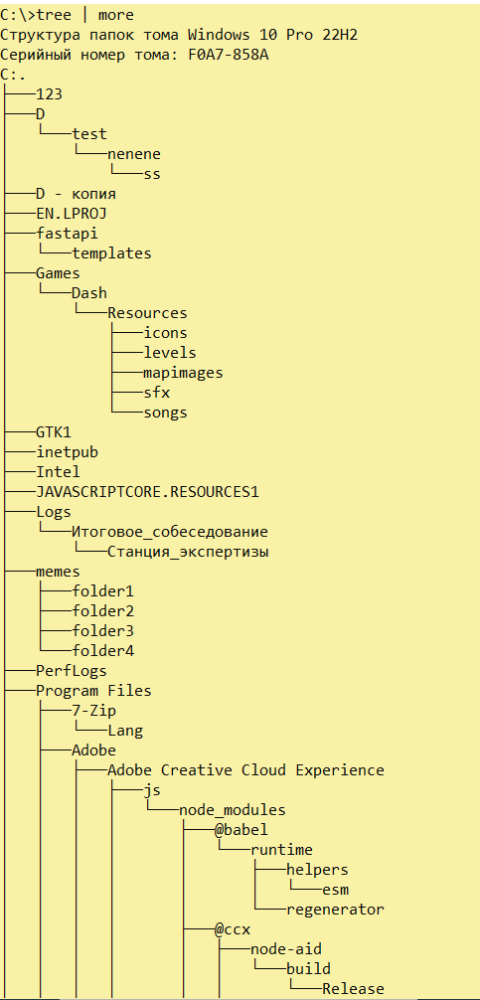 C:\>tree | more
Структура папок тома Windows 10 Pro 22H2
Серийный номер тома: F0A7-858A
C:.
├───123
├───D
│   └───test
│       └───nenene
│           └───ss
├───D - копия
├───EN.LPROJ
├───fastapi
│   └───templates
├───Games
│   └───Dash
│       └───Resources
│           ├───icons
│           ├───levels
│           ├───mapimages
│           ├───sfx
│           └───songs
├───GTK1
├───inetpub
├───Intel
├───JAVASCRIPTCORE.RESOURCES1
├───Logs
│   └───Итоговое_собеседование
│       └───Станция_экспертизы
├───memes
│   ├───folder1
│   ├───folder2
│   ├───folder3
│   └───folder4
├───PerfLogs
├───Program Files
│   ├───7-Zip
│   │   └───Lang
│   ├───Adobe
│   │   ├───Adobe Creative Cloud Experience
│   │   │   ├───js
│   │   │   │   └───node_modules
│   │   │   │       ├───@babel
│   │   │   │       │   └───runtime
│   │   │   │       │       ├───helpers
│   │   │   │       │       │   └───esm
│   │   │   │       │       └───regenerator
│   │   │   │       ├───@ccx
│   │   │   │       │   ├───node-aid
│   │   │   │       │   │   └───build
│   │   │   │       │   │       └───Release